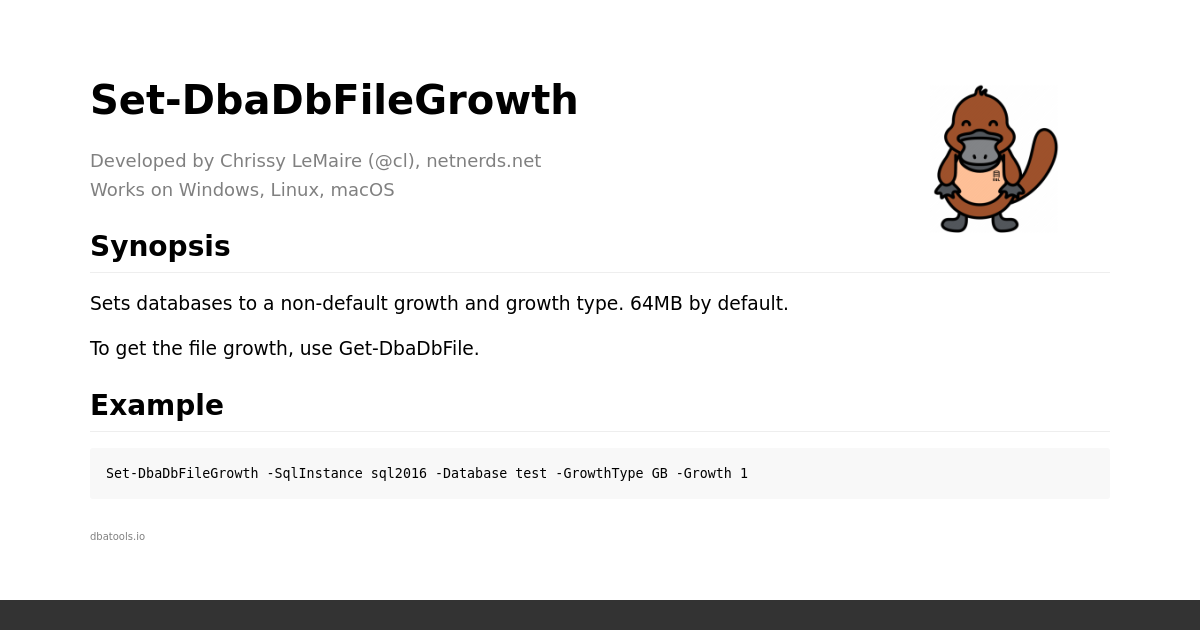 Set-DbaDbFileGrowth
Developed by Chrissy LeMaire (@cl), netnerds.net
Works on Windows, Linux, macOS
Synopsis
Sets databases to a non-default growth and growth type. 64MB by default.
To get the file growth, use Get-DbaDbFile.
Example
Set-DbaDbFileGrowth -SqlInstance sql2016 -Database test -GrowthType GB -Growth 1
dbatools.io